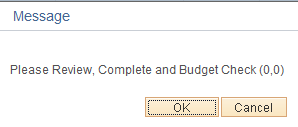 Message
Please Review, Complete and Budget Check (0,0)
OK Cancel